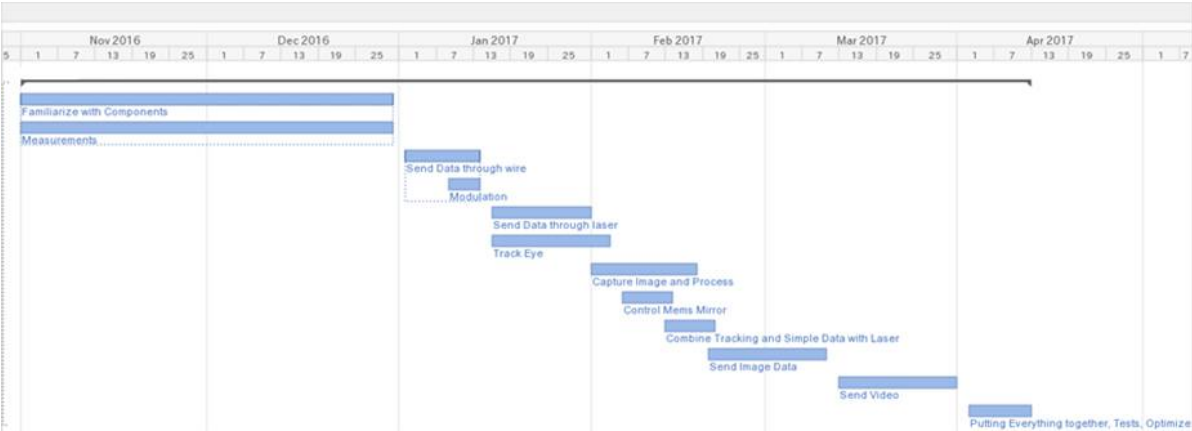 Nov 2016 Dec 2016 Jan 2017 Feb 2017 Mar 2017 Apr 2017
5 1 7 13 19 25 1 7 13 19 25 1 7 13 19 25 1 7 13 19 25 1 7 13 19 25 1 7 13 19 25 1 7
Familiarize with Components
Measurements
Send Data through wire
Modulation
Send Data through laser
Track Eye
Capture Image and Process
Control Mems Mirror
Combine Tracking and Simple Data with Laser
Send Image Data
Send Video
Putting Everything together, Tests, Optimize